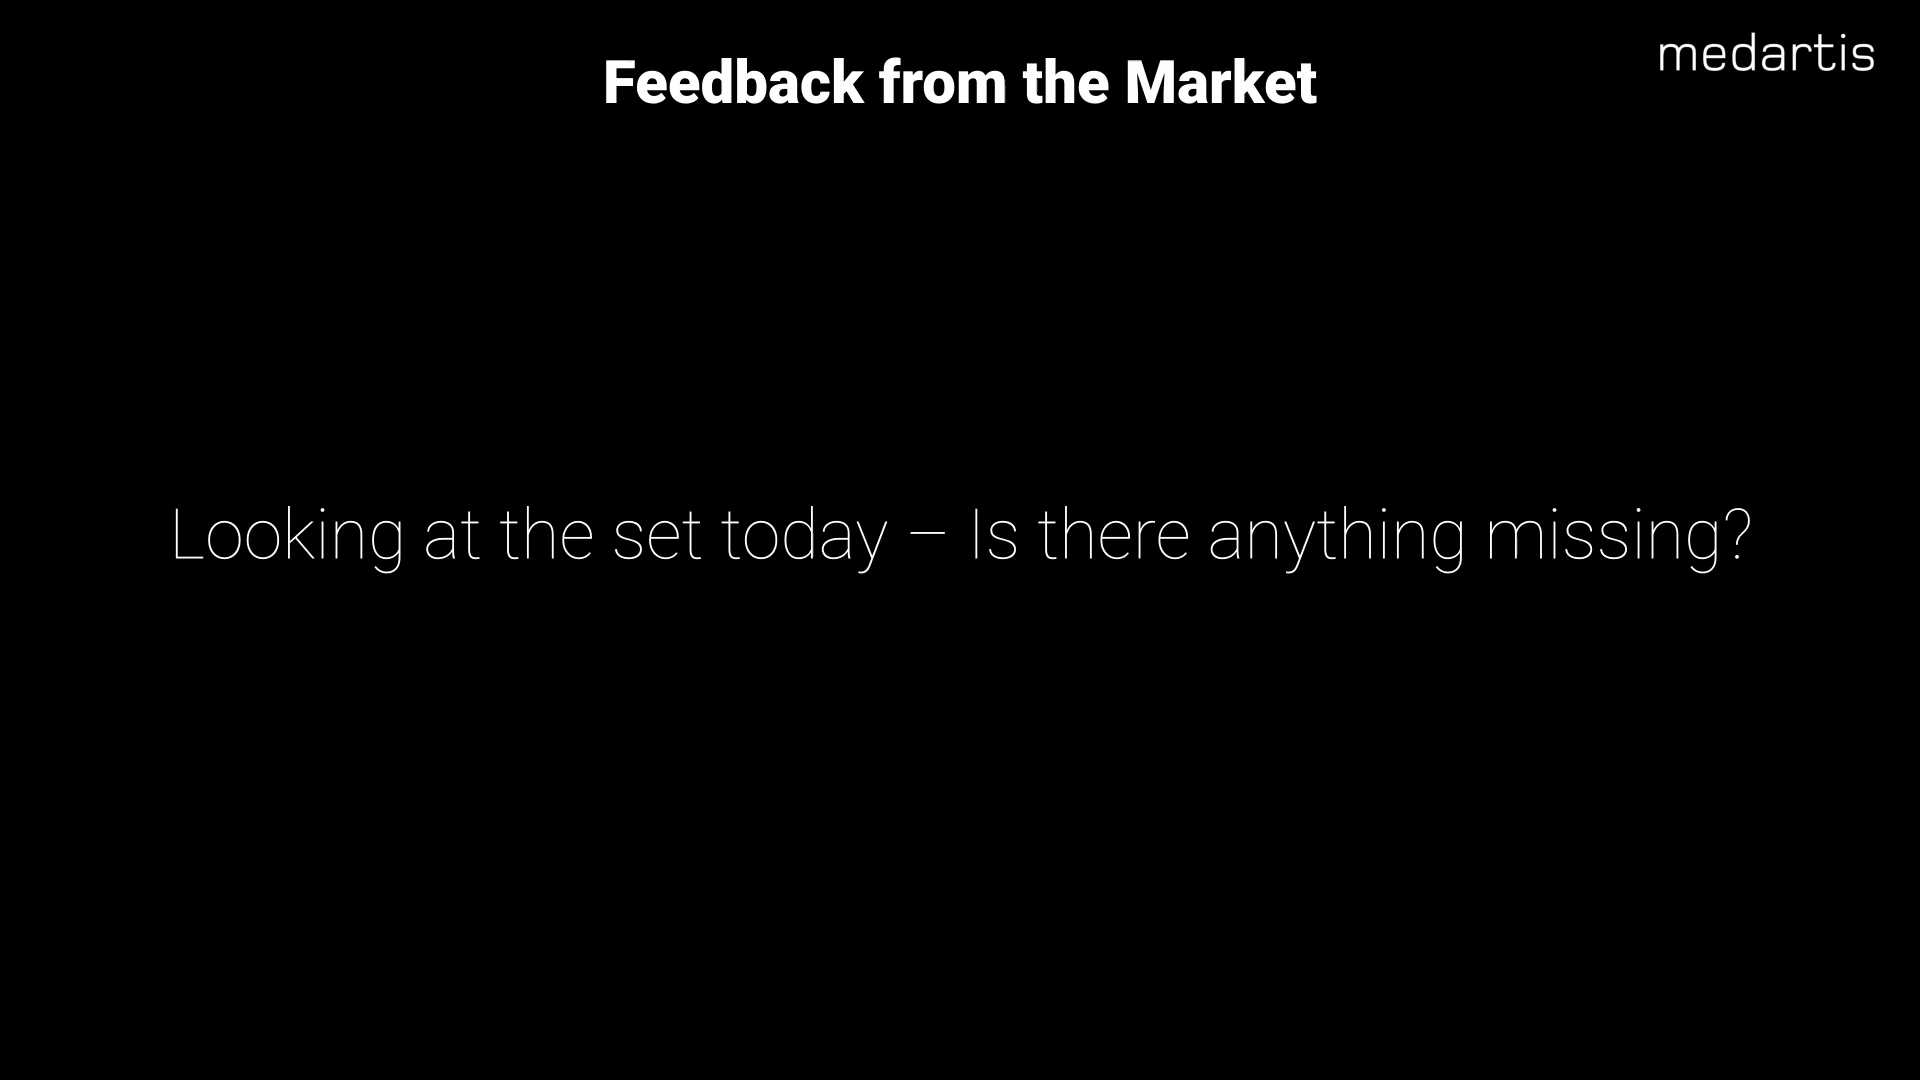 medartis
Feedback from the Market
Looking at the set today – Is there anything missing?